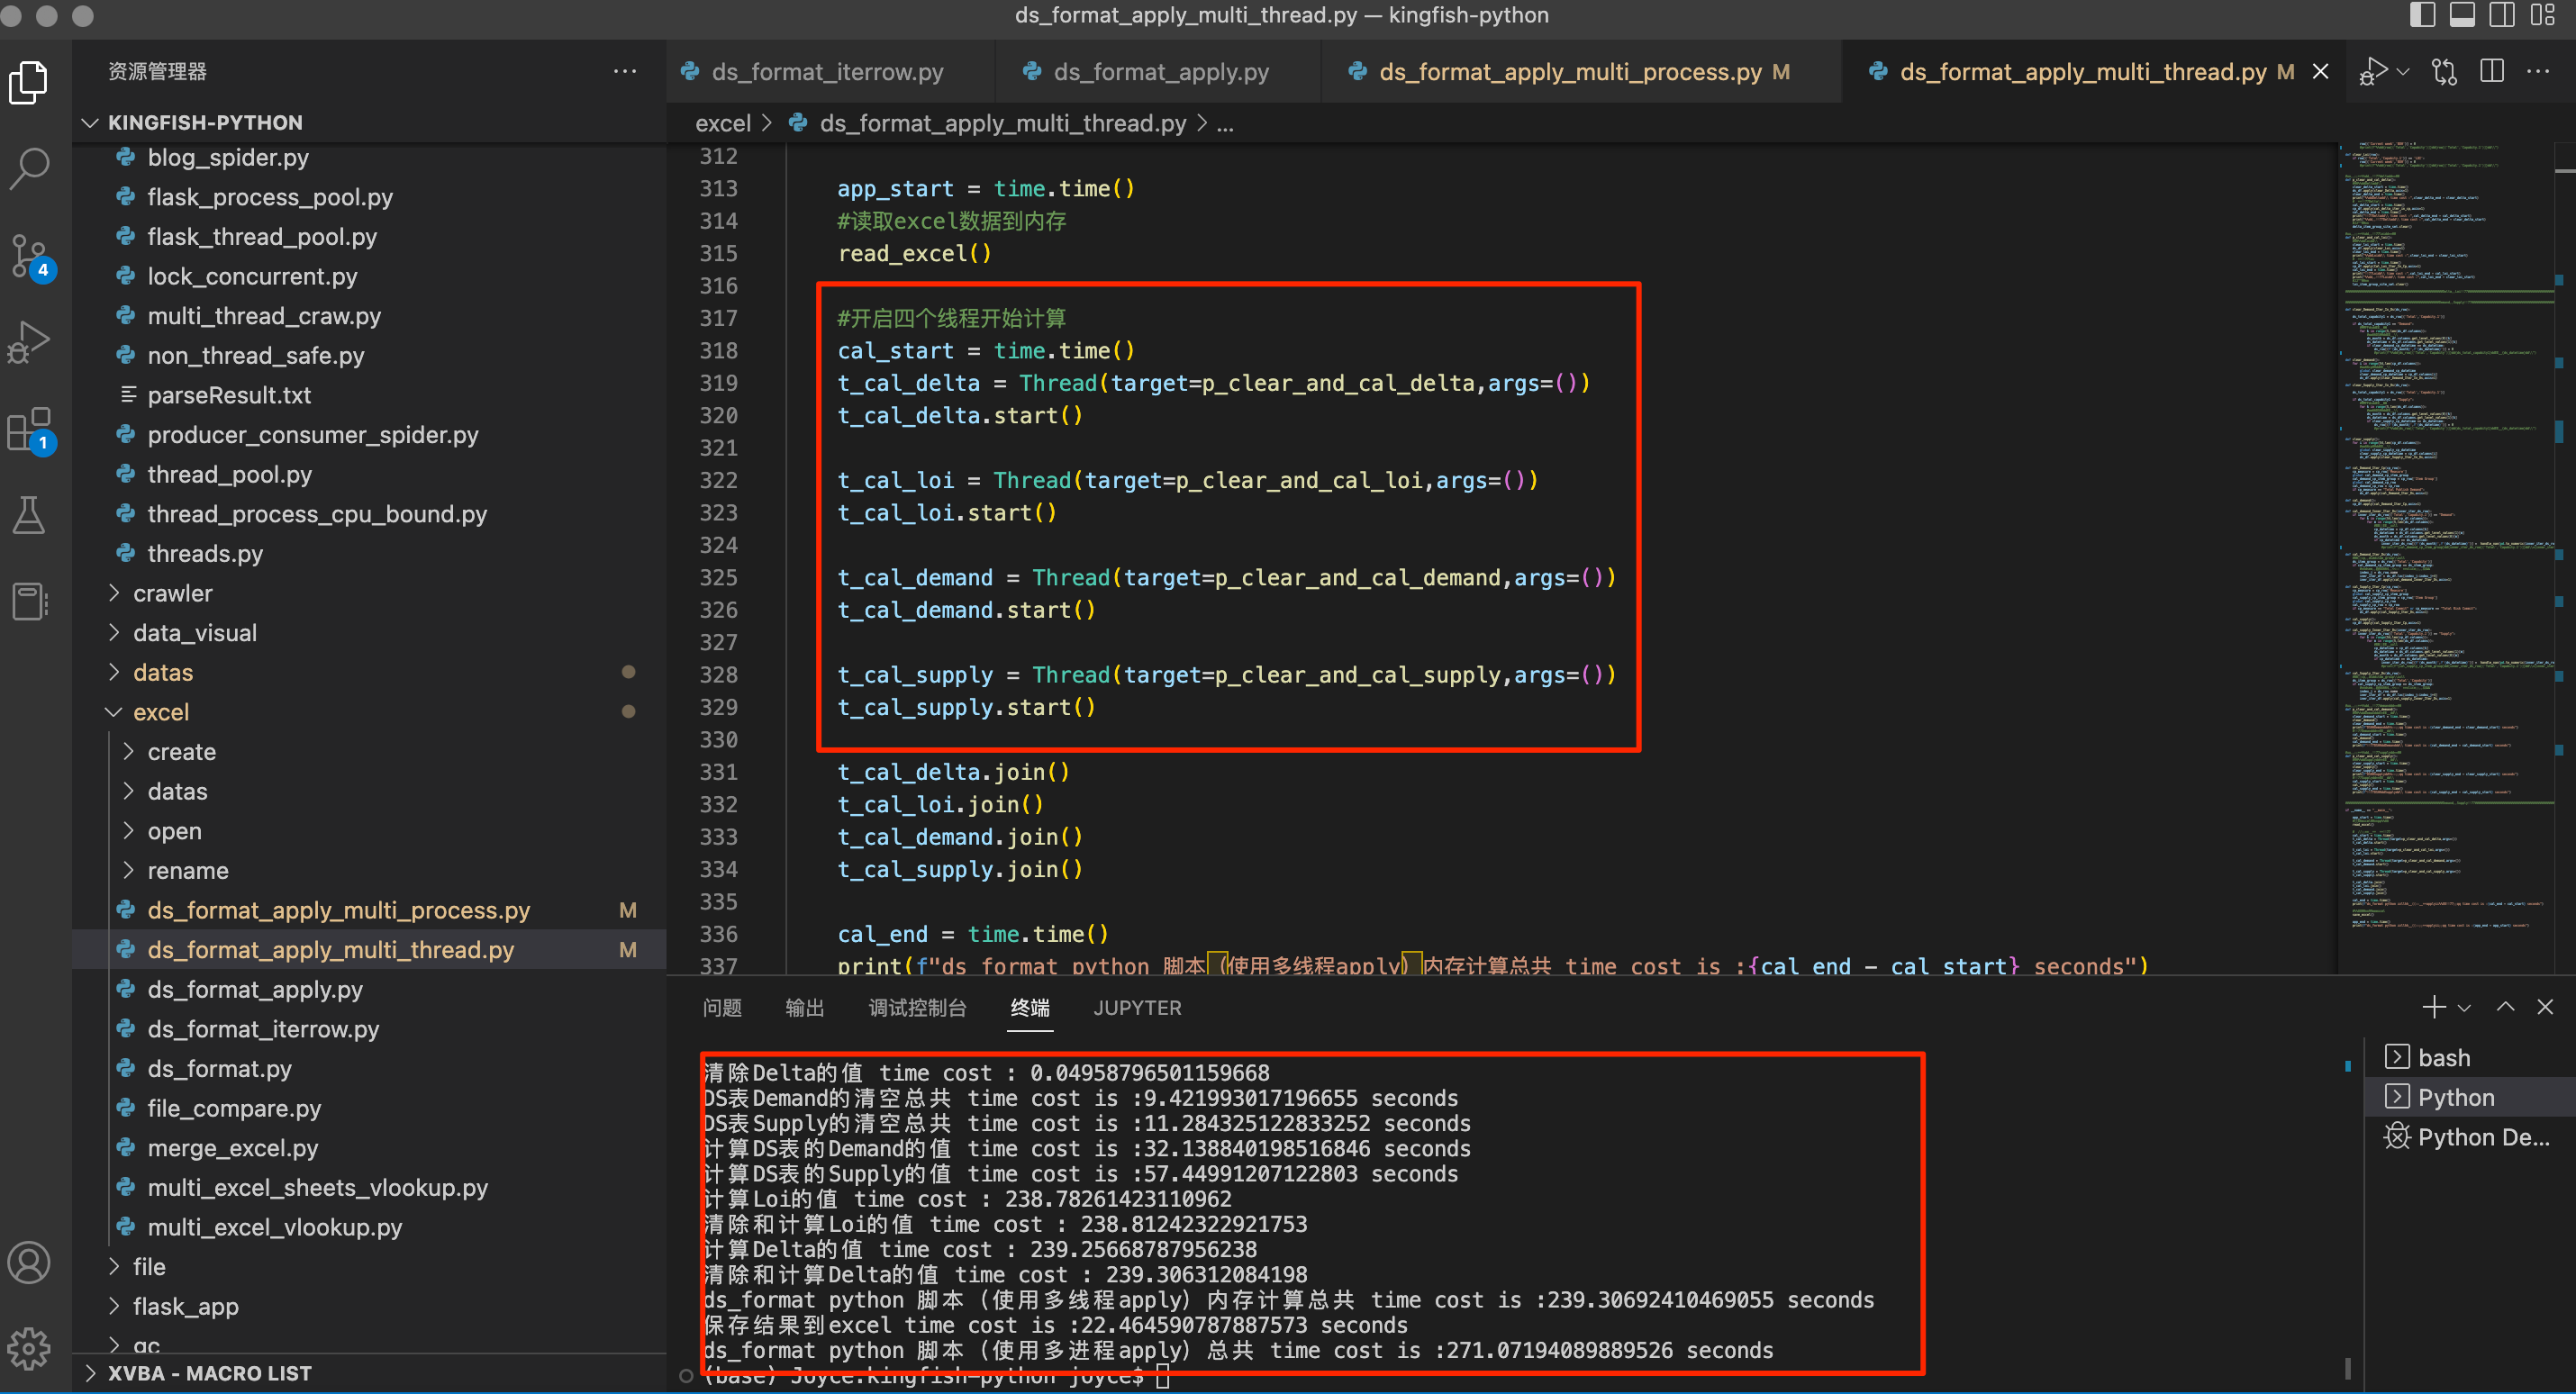 ds_format_apply_multi_thread.py — kingfish-python
资源管理器
KINGFISH-PYTHON
blog_spider.py
flask_process_pool.py
flask_thread_pool.py
lock_concurrent.py
multi_thread_craw.py
non_thread_safe.py
parseResult.txt
producer_consumer_spider.py
thread_pool.py
thread_process_cpu_bound.py
threads.py
crawler
data_visual
datas
excel
create
datas
open
rename
ds_format_apply_multi_process.py M
ds_format_apply_multi_thread.py M
ds_format_apply.py
ds_format_iterrow.py
ds_format.py
file_compare.py
merge_excel.py
multi_excel_sheets_vlookup.py
multi_excel_vlookup.py
file
flask_app
gc
XVBA - MACRO LIST
4
1
ds_format_iterrow.py
ds_format_apply.py
ds_format_apply_multi_process.py M
ds_format_apply_multi_thread.py M
excel > ds_format_apply_multi_thread.py > ...
312
313 app_start = time.time()
314 #读取excel数据到内存
315 read_excel()
316
317 #开启四个线程开始计算
318 cal_start = time.time()
319 t_cal_delta = Thread(target=p_clear_and_cal_delta,args=())
320 t_cal_delta.start()
321
322 t_cal_loi = Thread(target=p_clear_and_cal_loi,args=())
323 t_cal_loi.start()
324
325 t_cal_demand = Thread(target=p_clear_and_cal_demand,args=())
326 t_cal_demand.start()
327
328 t_cal_supply = Thread(target=p_clear_and_cal_supply,args=())
329 t_cal_supply.start()
330
331 t_cal_delta.join()
332 t_cal_loi.join()
333 t_cal_demand.join()
334 t_cal_supply.join()
335
336 cal_end = time.time()
337 print(f"ds_format python 脚本（使用多线程apply）内存计算总共 time cost is :{cal_end - cal_start} seconds")
问题 输出 调试控制台 终端 JUPYTER
清除Delta的值 time cost : 0.04958796501159668
DS表Demand的清空总共 time cost is :9.421993017196655 seconds
DS表Supply的清空总共 time cost is :11.284325122833252 seconds
计算DS表的Demand的值 time cost is :32.138840198516846 seconds
计算DS表的Supply的值 time cost is :57.44991207122803 seconds
计算Loi的值 time cost : 238.78261423110962
清除和计算Loi的值 time cost : 238.81242322921753
计算Delta的值 time cost : 239.25668787956238
清除和计算Delta的值 time cost : 239.306312084198
ds_format python 脚本（使用多线程apply）内存计算总共 time cost is :239.30692410469055 seconds
保存结果到excel time cost is :22.464590787887573 seconds
ds_format python 脚本（使用多进程apply）总共 time cost is :271.07194089889526 seconds
(base) Joyce:kingfish-python joyce$
bash
Python
Python De...